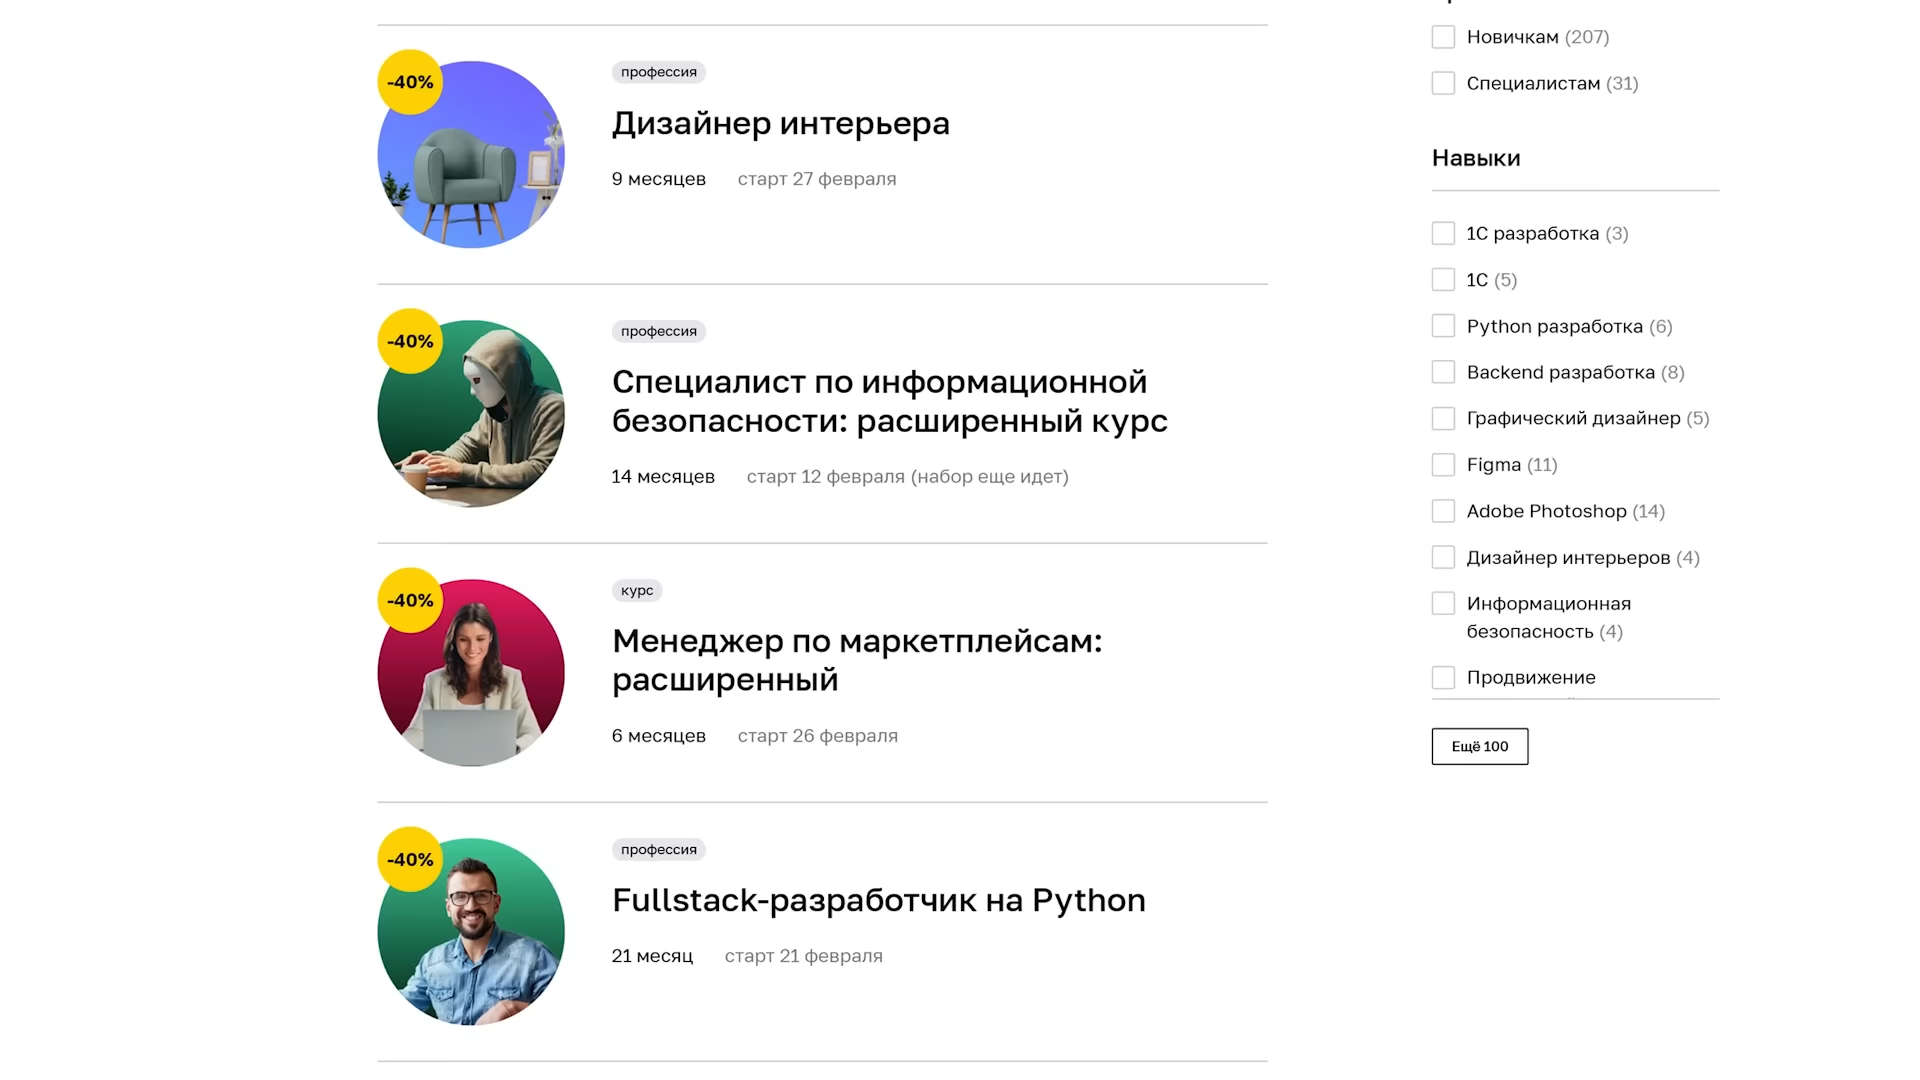 -40%
профессия
Дизайнер интерьера
9 месяцев старт 27 февраля
-40%
профессия
Специалист по информационной
безопасности: расширенный курс
14 месяцев старт 12 февраля (набор еще идет)
-40%
курс
Менеджер по маркетплейсам:
расширенный
6 месяцев старт 26 февраля
-40%
профессия
Fullstack-разработчик на Python
21 месяц старт 21 февраля
Новичкам (207)
Специалистам (31)
Навыки
1С разработка (3)
1С (5)
Python разработка (6)
Backend разработка (8)
Графический дизайнер (5)
Figma (11)
Adobe Photoshop (14)
Дизайнер интерьеров (4)
Информационная
безопасность (4)
Продвижение
Ещё 100